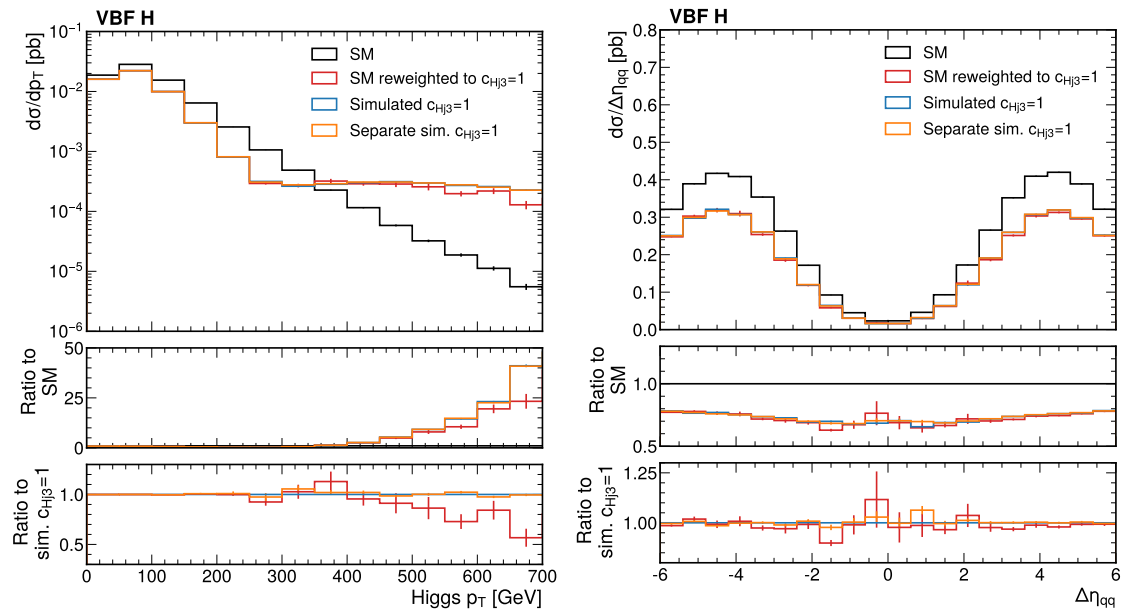 VBF H
dσ/dp_T [pb]
10^-1
10^-2
10^-3
10^-4
10^-5
10^-6
SM
SM reweighted to c_Hj3=1
Simulated c_Hj3=1
Separate sim. c_Hj3=1
Ratio to
SM
50
25
0
Ratio to
sim. c_Hj3=1
1.0
0.5
0 100 200 300 400 500 600 700
Higgs p_T [GeV]
VBF H
dσ/Δη_qq [pb]
0.8
0.7
0.6
0.5
0.4
0.3
0.2
0.1
0.0
SM
SM reweighted to c_Hj3=1
Simulated c_Hj3=1
Separate sim. c_Hj3=1
Ratio to
SM
1.0
0.5
Ratio to
sim. c_Hj3=1
1.25
1.00
-6 -4 -2 0 2 4 6
Δη_qq